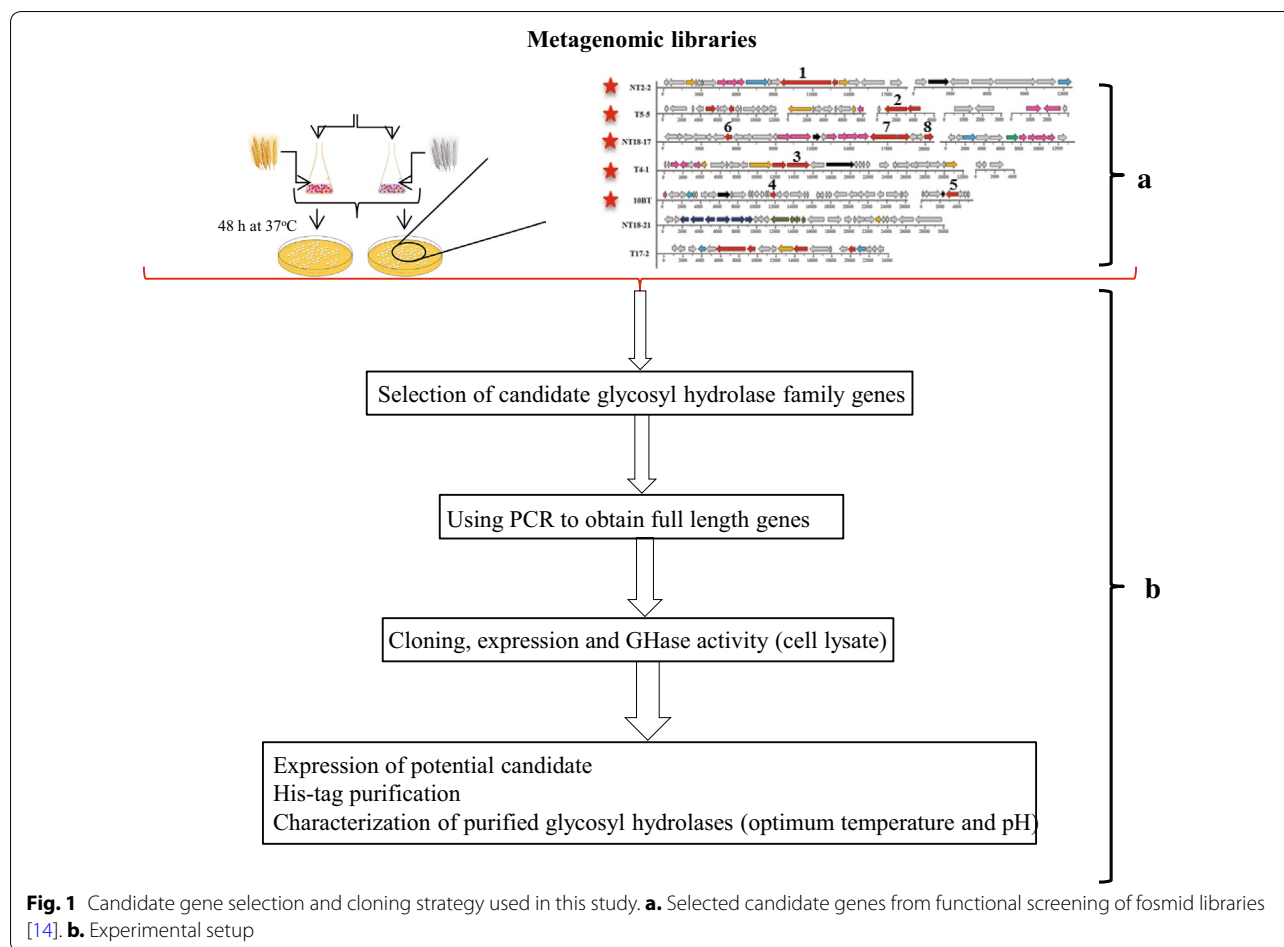 Metagenomic libraries
48 h at 37°C
NT2-2
1
T5-5
2
NT18-17
6
7
8
T4-1
3
10BT
4
5
NT18-21
T17-2
a
Selection of candidate glycosyl hydrolase family genes
Using PCR to obtain full length genes
Cloning, expression and GHase activity (cell lysate)
Expression of potential candidate
His-tag purification
Characterization of purified glycosyl hydrolases (optimum temperature and pH)
b
Fig. 1 Candidate gene selection and cloning strategy used in this study. a. Selected candidate genes from functional screening of fosmid libraries
[14]. b. Experimental setup